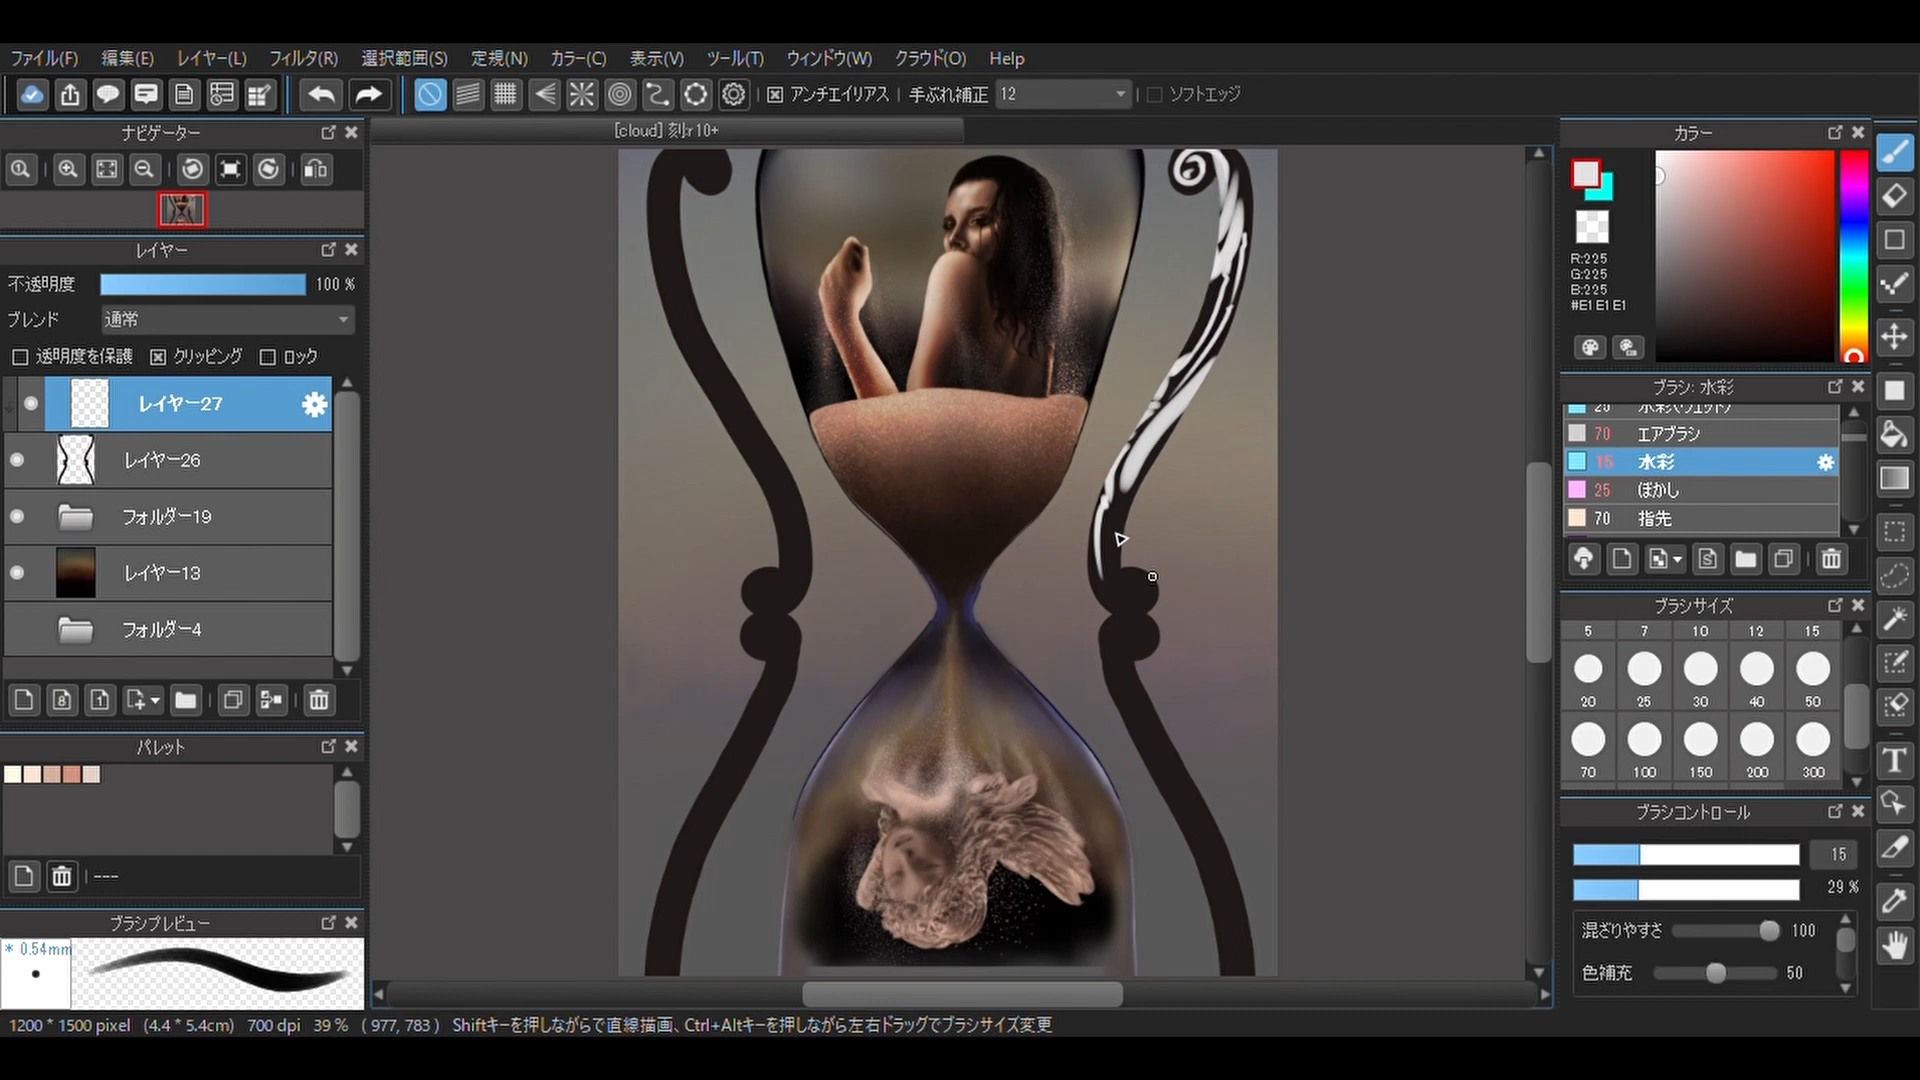 ファイル(F) 編集(E) レイヤー(L) フィルタ(R) 選択範囲(S) 定規(N) カラー(C) 表示(V) ツール(T) ウィンドウ(W) クラウド(O) Help
アンチエイリアス 手ぶれ補正 12 ソフトエッジ
ナビゲーター
[cloud] 刻r10+
カラー
レイヤー
不透明度 100 %
ブレンド 通常
透明度を保護 クリッピング ロック
レイヤー27
レイヤー26
フォルダー19
レイヤー13
フォルダー4
パレット
---
ブラシプレビュー
* 0.54mm
R:225
G:225
B:225
#E1E1E1
ブラシ: 水彩
70 エアブラシ
15 水彩
25 ぼかし
70 指先
ブラシサイズ
5 7 10 12 15
20 25 30 40 50
70 100 150 200 300
ブラシコントロール
15
29 %
混ざりやすさ 100
色補充 50
1200 * 1500 pixel (4.4 * 5.4cm) 700 dpi 39 % ( 977, 783 ) Shiftキーを押しながらで直線描画、Ctrl+Altキーを押しながら左右ドラッグでブラシサイズ変更